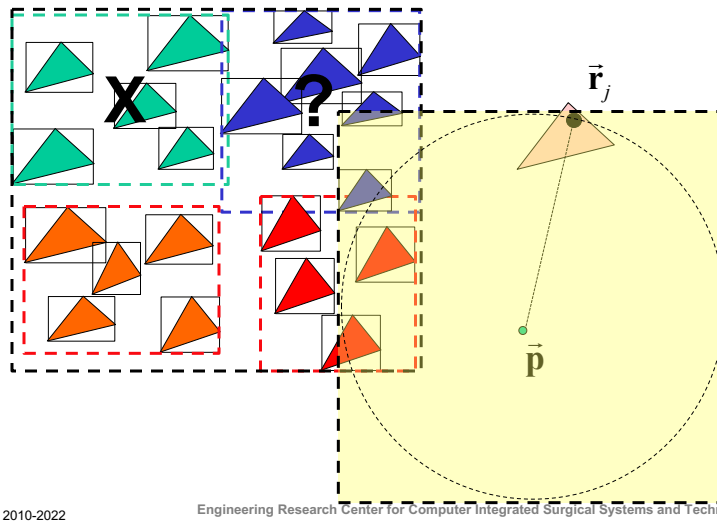 X
?
r⃗ⱼ
p⃗
2010-2022
Engineering Research Center for Computer Integrated Surgical Systems and Tech